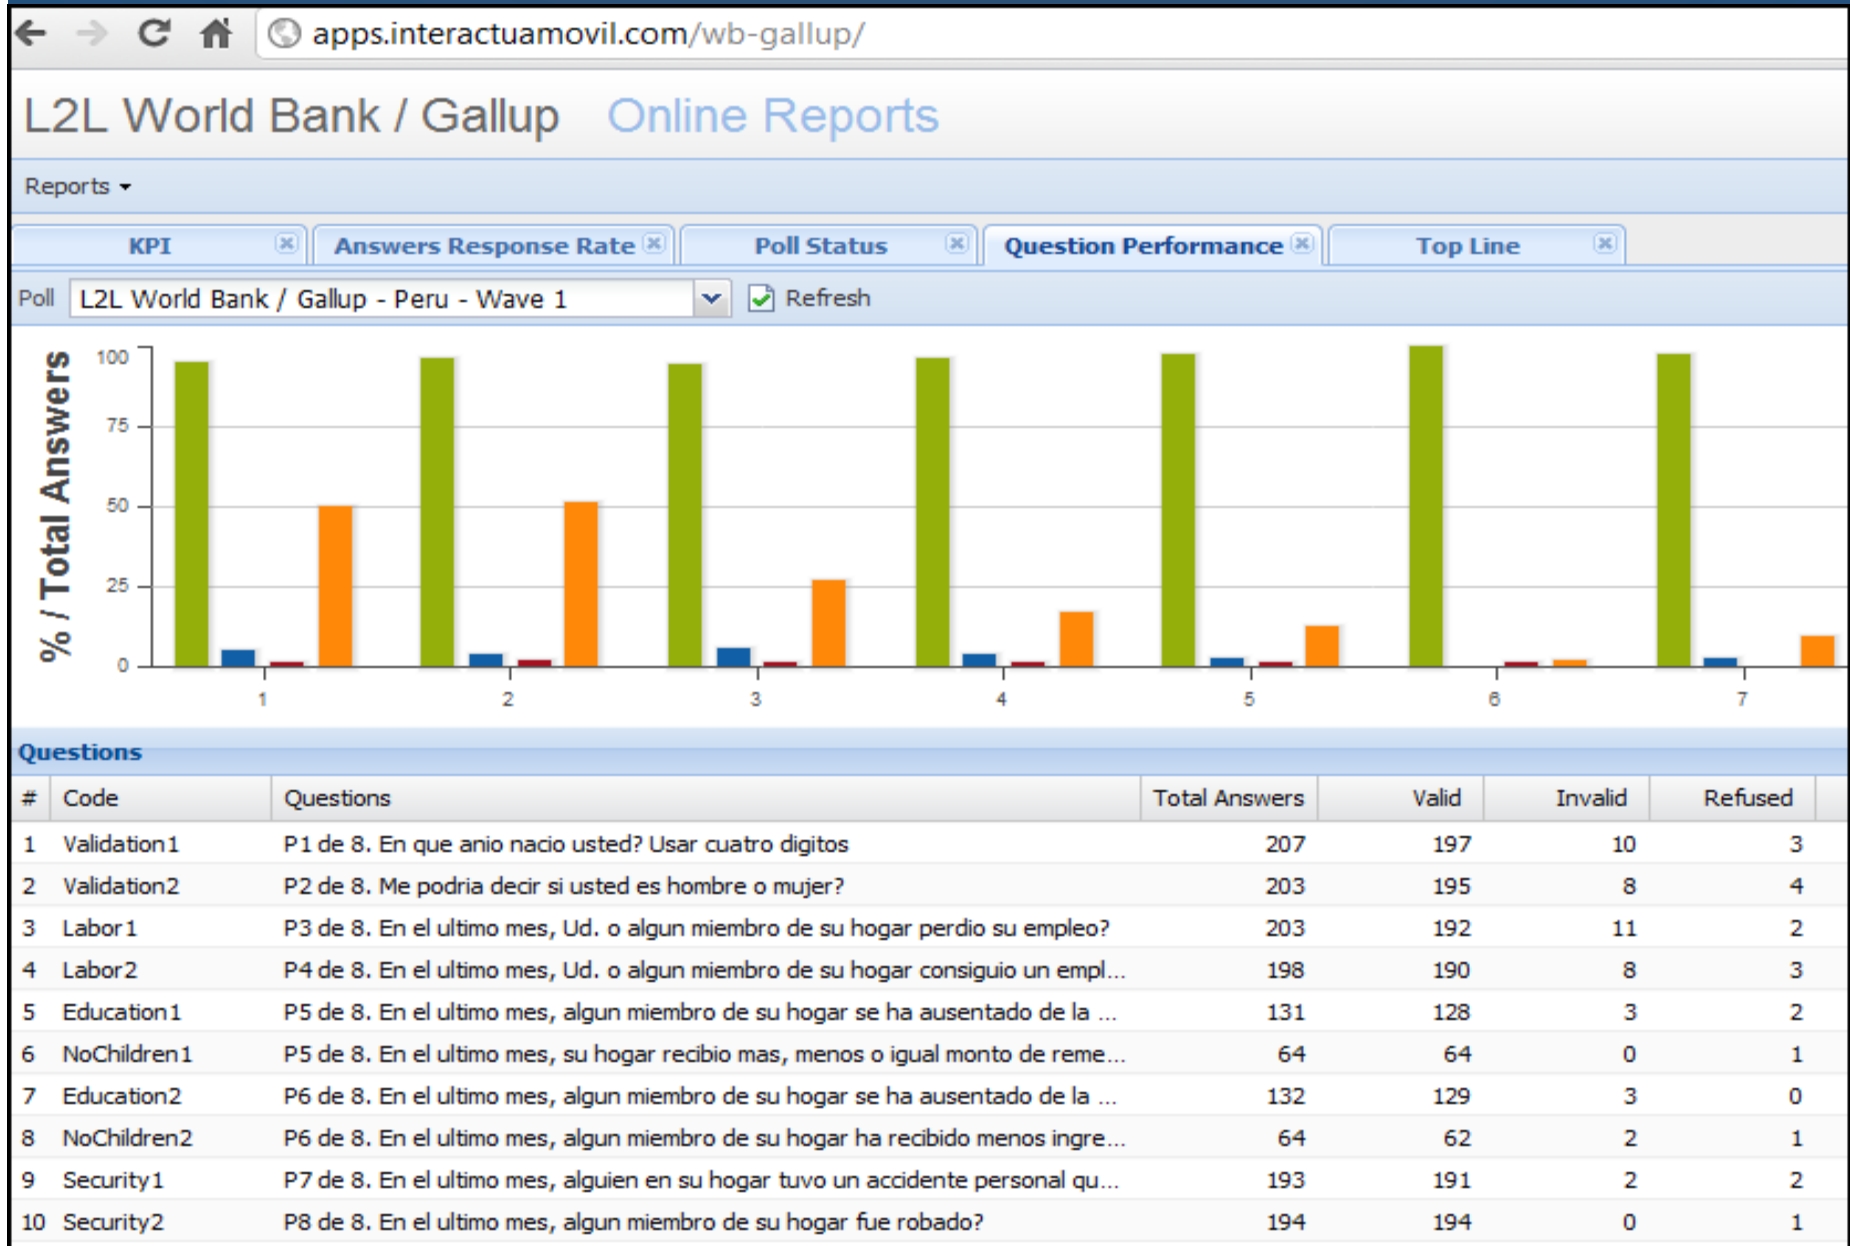 apps.interactuamovil.com/wb-gallup/
L2L World Bank / Gallup Online Reports
Reports
KPI Answers Response Rate Poll Status Question Performance Top Line
Poll L2L World Bank / Gallup - Peru - Wave 1 Refresh
% / Total Answers
100
75
50
25
0
1 2 3 4 5 6 7
Questions
# Code Questions Total Answers Valid Invalid Refused
1 Validation1 P1 de 8. En que anio nacio usted? Usar cuatro digitos 207 197 10 3
2 Validation2 P2 de 8. Me podria decir si usted es hombre o mujer? 203 195 8 4
3 Labor1 P3 de 8. En el ultimo mes, Ud. o algun miembro de su hogar perdio su empleo? 203 192 11 2
4 Labor2 P4 de 8. En el ultimo mes, Ud. o algun miembro de su hogar consiguio un empl... 198 190 8 3
5 Education1 P5 de 8. En el ultimo mes, algun miembro de su hogar se ha ausentado de la ... 131 128 3 2
6 NoChildren1 P5 de 8. En el ultimo mes, su hogar recibio mas, menos o igual monto de reme... 64 64 0 1
7 Education2 P6 de 8. En el ultimo mes, algun miembro de su hogar se ha ausentado de la ... 132 129 3 0
8 NoChildren2 P6 de 8. En el ultimo mes, algun miembro de su hogar ha recibido menos ingre... 64 62 2 1
9 Security1 P7 de 8. En el ultimo mes, alguien en su hogar tuvo un accidente personal qu... 193 191 2 2
10 Security2 P8 de 8. En el ultimo mes, algun miembro de su hogar fue robado? 194 194 0 1